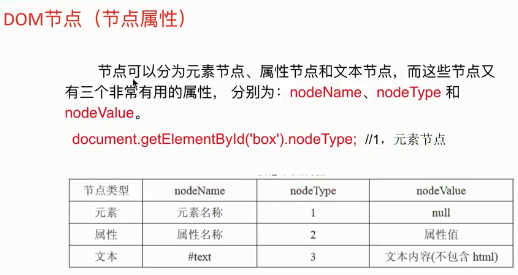 DOM节点（节点属性）
节点可以分为元素节点、属性节点和文本节点，而这些节点又
有三个非常有用的属性， 分别为：nodeName、nodeType 和
nodeValue。
document.getElementById('box').nodeType; //1，元素节点
节点类型 nodeName nodeType nodeValue
元素 元素名称 1 null
属性 属性名称 2 属性值
文本 #text 3 文本内容(不包含 html)